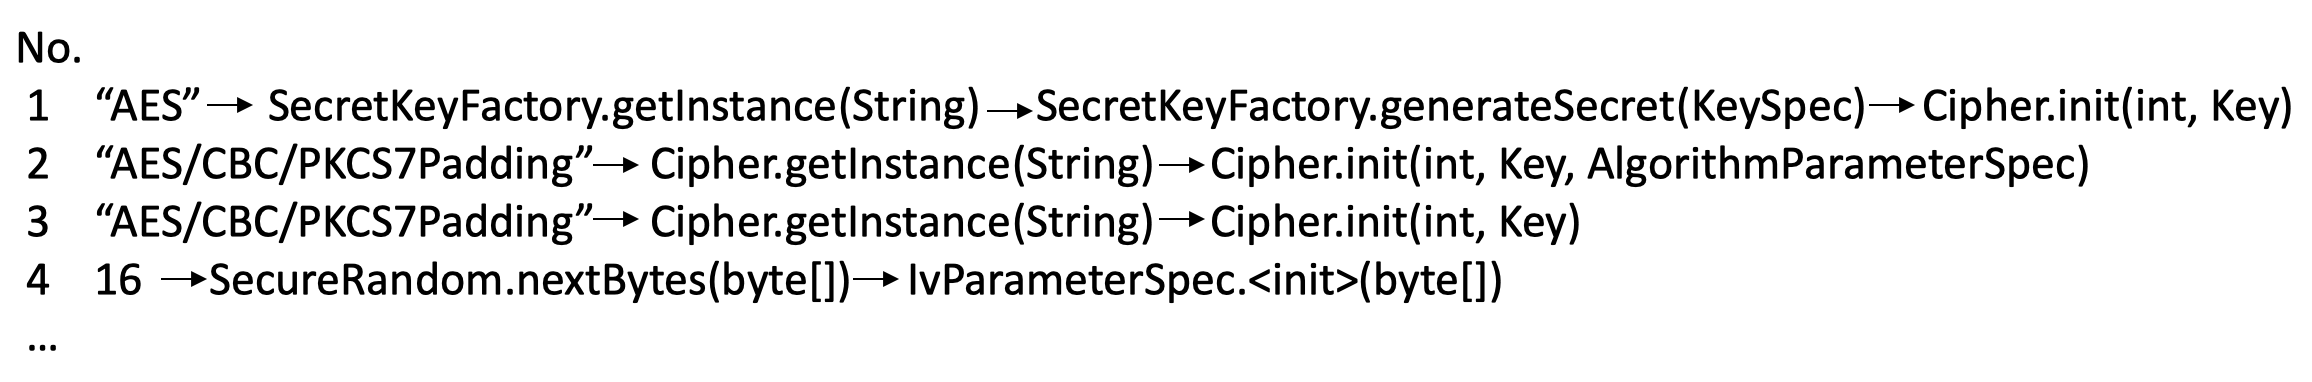 No.
1 “AES” → SecretKeyFactory.getInstance(String) → SecretKeyFactory.generateSecret(KeySpec) → Cipher.init(int, Key)
2 “AES/CBC/PKCS7Padding” → Cipher.getInstance(String) → Cipher.init(int, Key, AlgorithmParameterSpec)
3 “AES/CBC/PKCS7Padding” → Cipher.getInstance(String) → Cipher.init(int, Key)
4 16 → SecureRandom.nextBytes(byte[]) → IvParameterSpec.<init>(byte[])
...